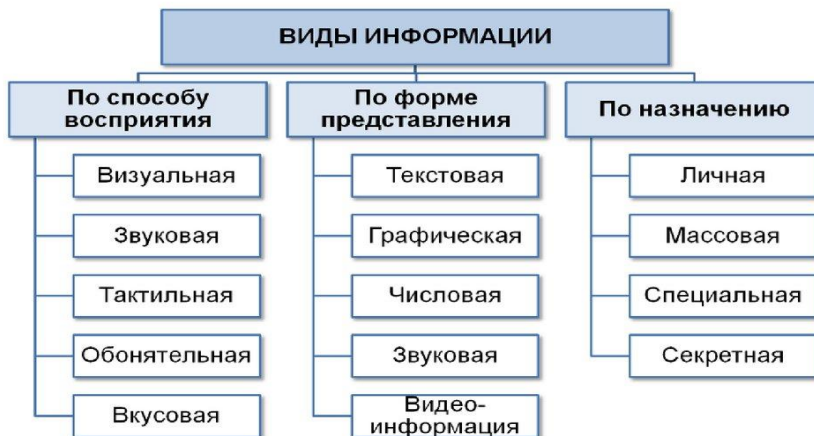 ВИДЫ ИНФОРМАЦИИ
По способу
восприятия
Визуальная
Звуковая
Тактильная
Обонятельная
Вкусовая
По форме
представления
Текстовая
Графическая
Числовая
Звуковая
Видео-
информация
По назначению
Личная
Массовая
Специальная
Секретная